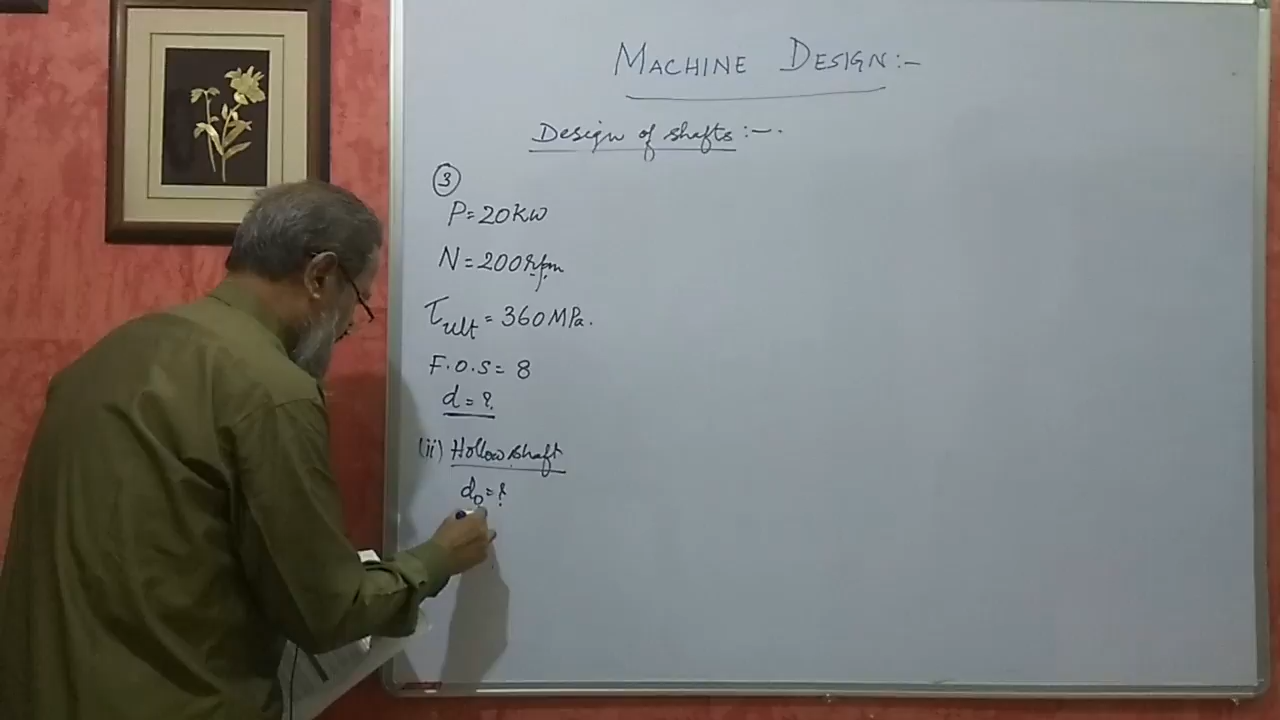 MACHINE DESIGN:-
Design of shafts:-.
③
P=20kw
N=200rpm
τult = 360MPa.
F.O.S= 8
d=?
(ii) Hollow shaft
do=?